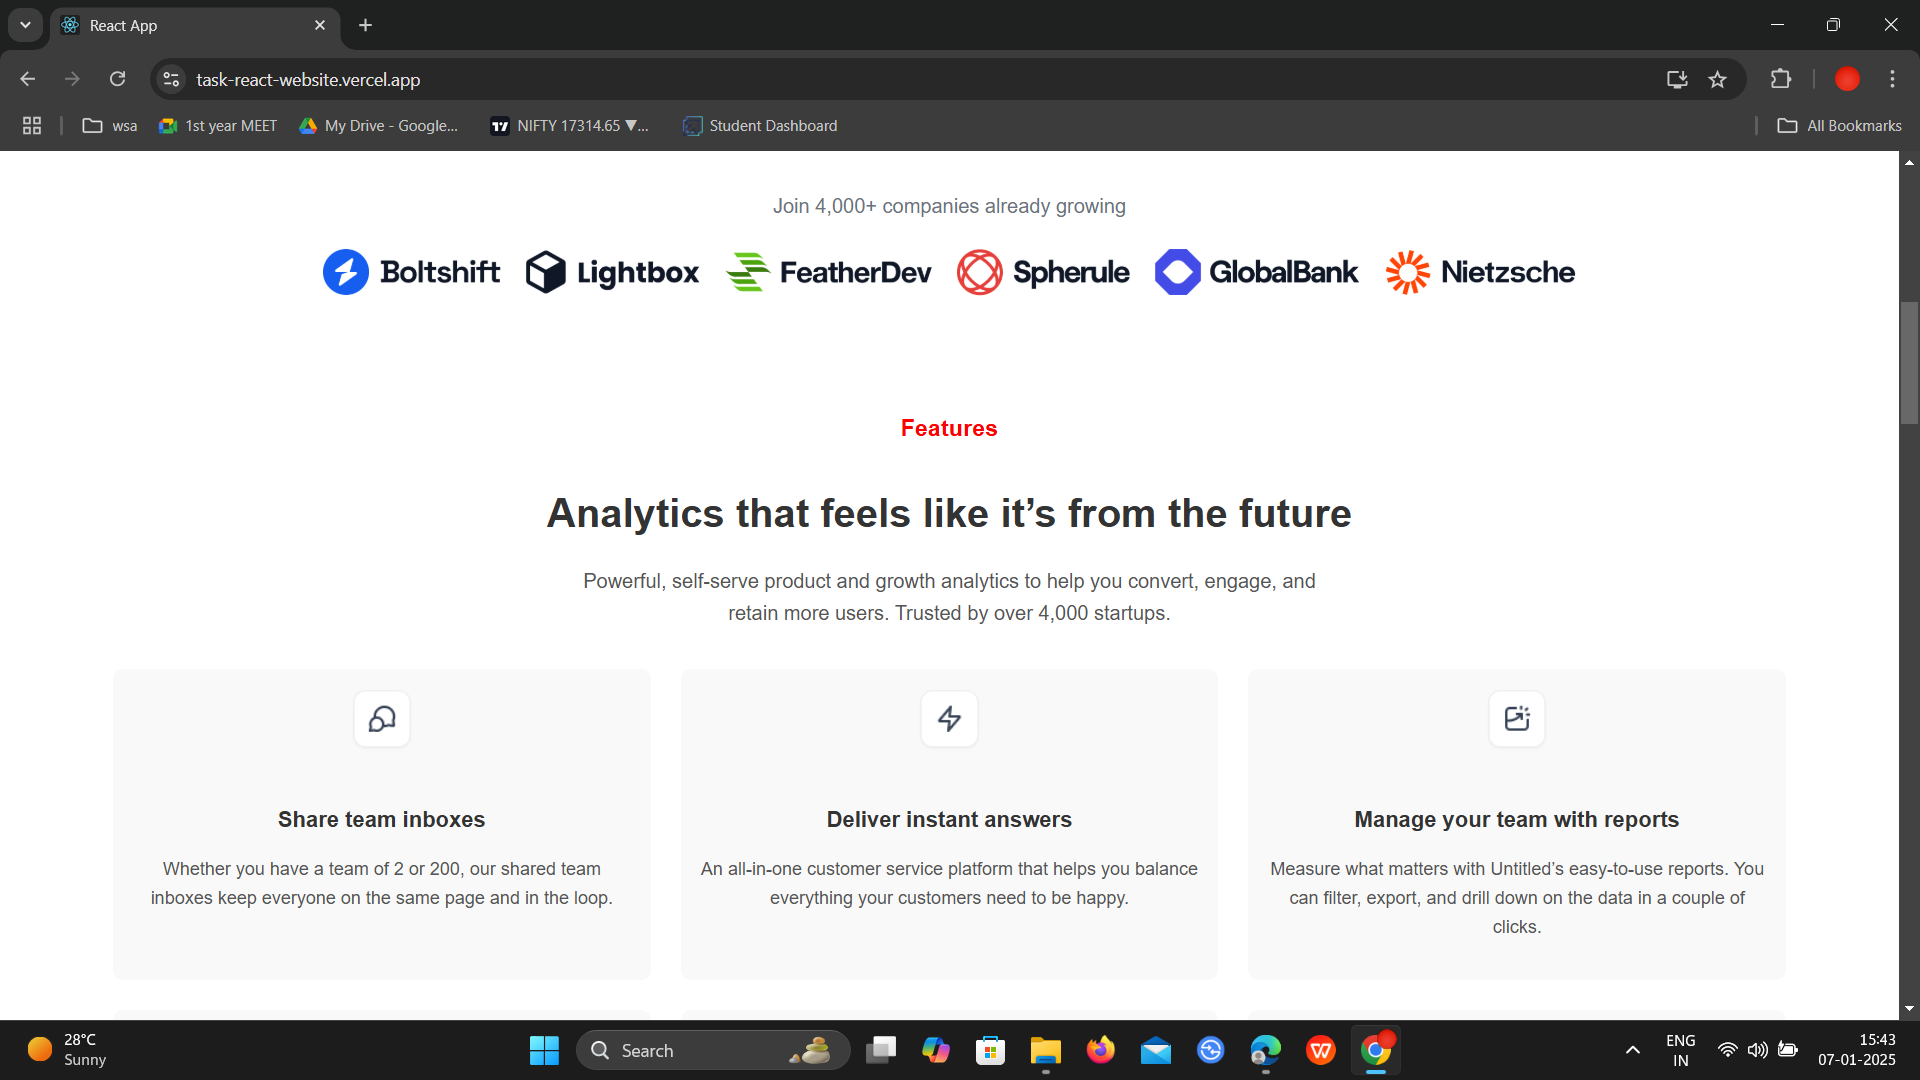 React App
task-react-website.vercel.app
wsa
1st year MEET
My Drive - Google...
NIFTY 17314.65 ▼...
Student Dashboard
All Bookmarks
Join 4,000+ companies already growing
Boltshift
Lightbox
FeatherDev
Spherule
GlobalBank
Nietzsche
Features
Analytics that feels like it’s from the future
Powerful, self-serve product and growth analytics to help you convert, engage, and
retain more users. Trusted by over 4,000 startups.
Share team inboxes
Whether you have a team of 2 or 200, our shared team
inboxes keep everyone on the same page and in the loop.
Deliver instant answers
An all-in-one customer service platform that helps you balance
everything your customers need to be happy.
Manage your team with reports
Measure what matters with Untitled’s easy-to-use reports. You
can filter, export, and drill down on the data in a couple of
clicks.
28°C
Sunny
Search
ENG
IN
15:43
07-01-2025